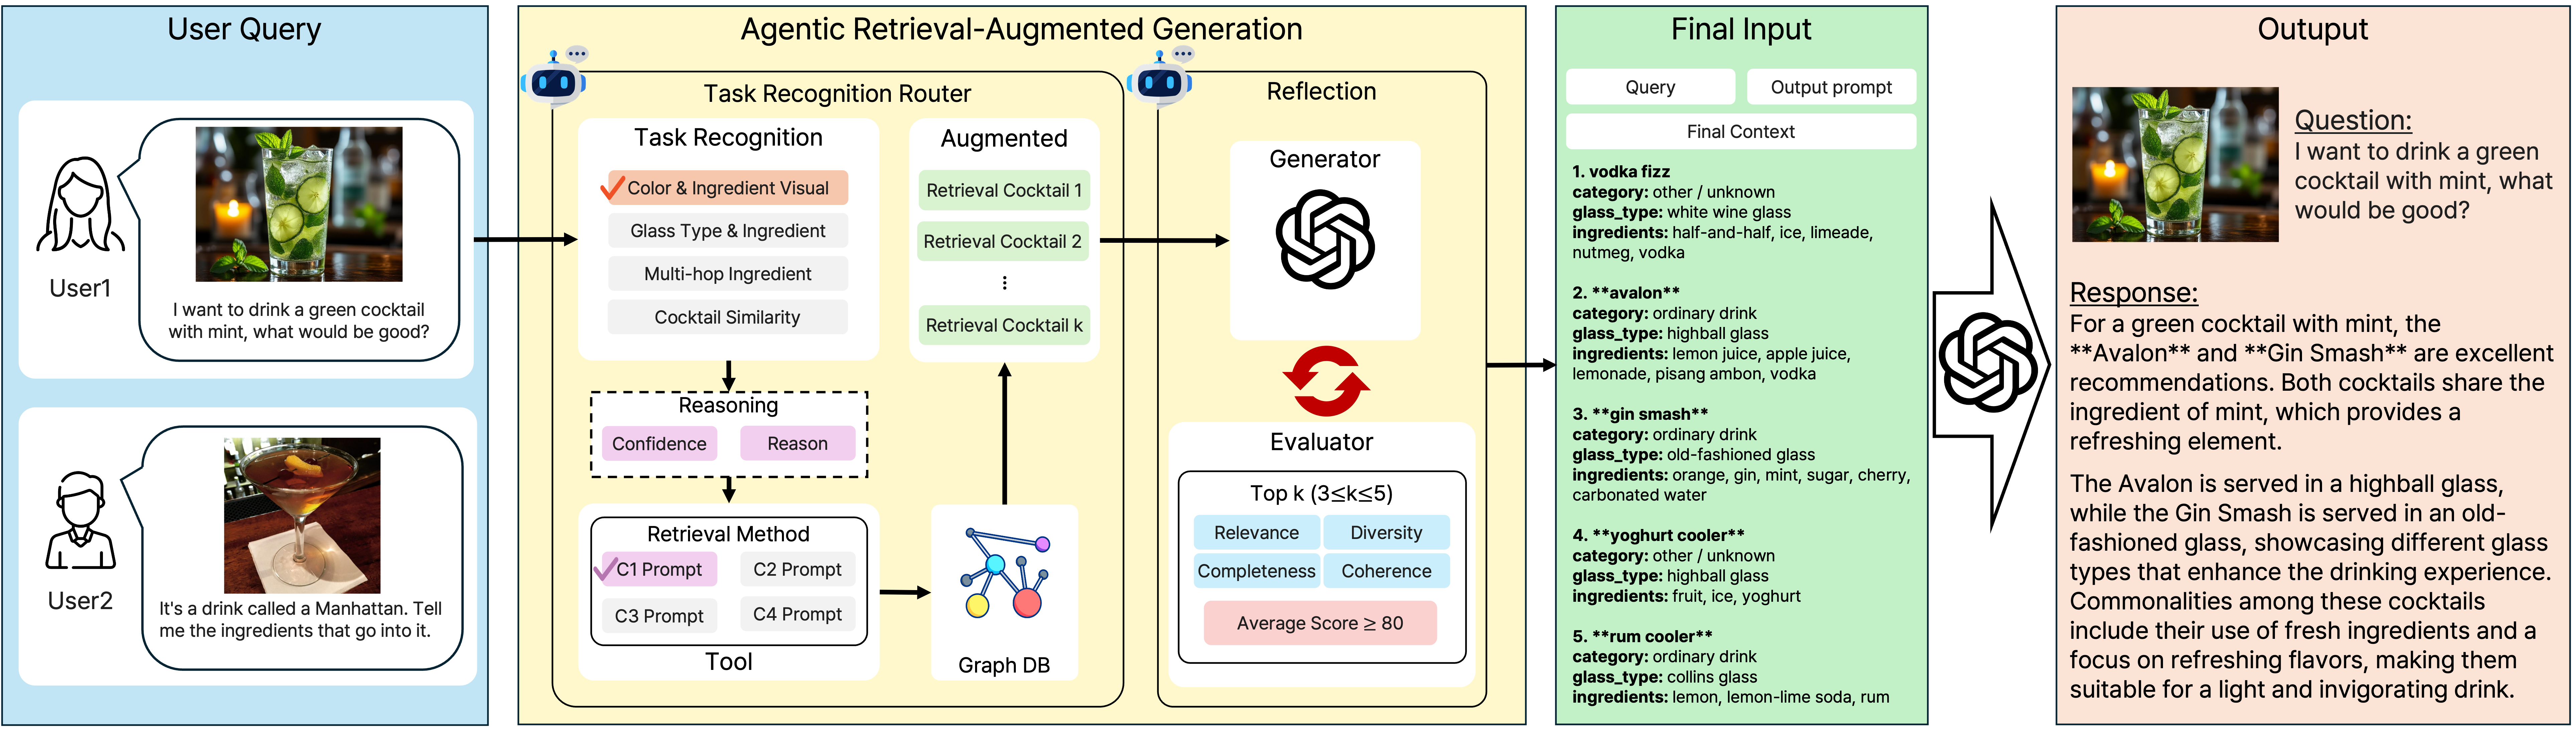 User Query
I want to drink a green cocktail
with mint, what would be good?
User1
It's a drink called a Manhattan. Tell
me the ingredients that go into it.
User2
Agentic Retrieval-Augmented Generation
Task Recognition Router
Task Recognition
Color & Ingredient Visual
Glass Type & Ingredient
Multi-hop Ingredient
Cocktail Similarity
Reasoning
Confidence
Reason
Retrieval Method
C1 Prompt
C2 Prompt
C3 Prompt
C4 Prompt
Tool
Graph DB
Augmented
Retrieval Cocktail 1
Retrieval Cocktail 2
⋮
Retrieval Cocktail k
Reflection
Generator
Evaluator
Top k (3≤k≤5)
Relevance
Diversity
Completeness
Coherence
Average Score ≥ 80
Final Input
Query
Output prompt
Final Context
1. vodka fizz
category: other / unknown
glass_type: white wine glass
ingredients: half-and-half, ice, limeade,
nutmeg, vodka
2. **avalon**
category: ordinary drink
glass_type: highball glass
ingredients: lemon juice, apple juice,
lemonade, pisang ambon, vodka
3. **gin smash**
category: ordinary drink
glass_type: old-fashioned glass
ingredients: orange, gin, mint, sugar, cherry,
carbonated water
4. **yoghurt cooler**
category: other / unknown
glass_type: highball glass
ingredients: fruit, ice, yoghurt
5. **rum cooler**
category: ordinary drink
glass_type: collins glass
ingredients: lemon, lemon-lime soda, rum
Outuput
Question:
I want to drink a green
cocktail with mint, what
would be good?
Response:
For a green cocktail with mint, the
**Avalon** and **Gin Smash** are excellent
recommendations. Both cocktails share the
ingredient of mint, which provides a
refreshing element.
The Avalon is served in a highball glass,
while the Gin Smash is served in an old-
fashioned glass, showcasing different glass
types that enhance the drinking experience.
Commonalities among these cocktails
include their use of fresh ingredients and a
focus on refreshing flavors, making them
suitable for a light and invigorating drink.